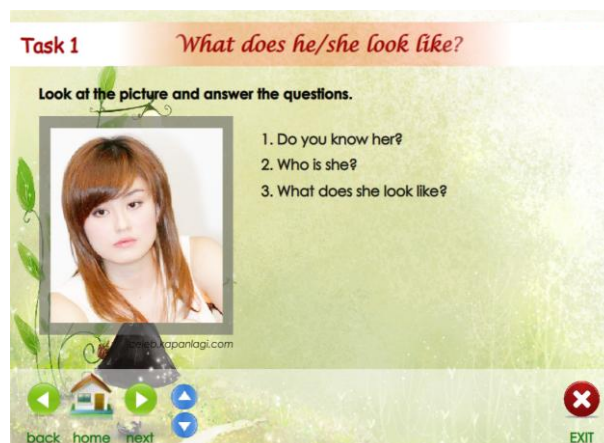 Task 1
What does he/she look like?
Look at the picture and answer the questions.
1. Do you know her?
2. Who is she?
3. What does she look like?
celeb.kapanlagi.com
back home next
EXIT